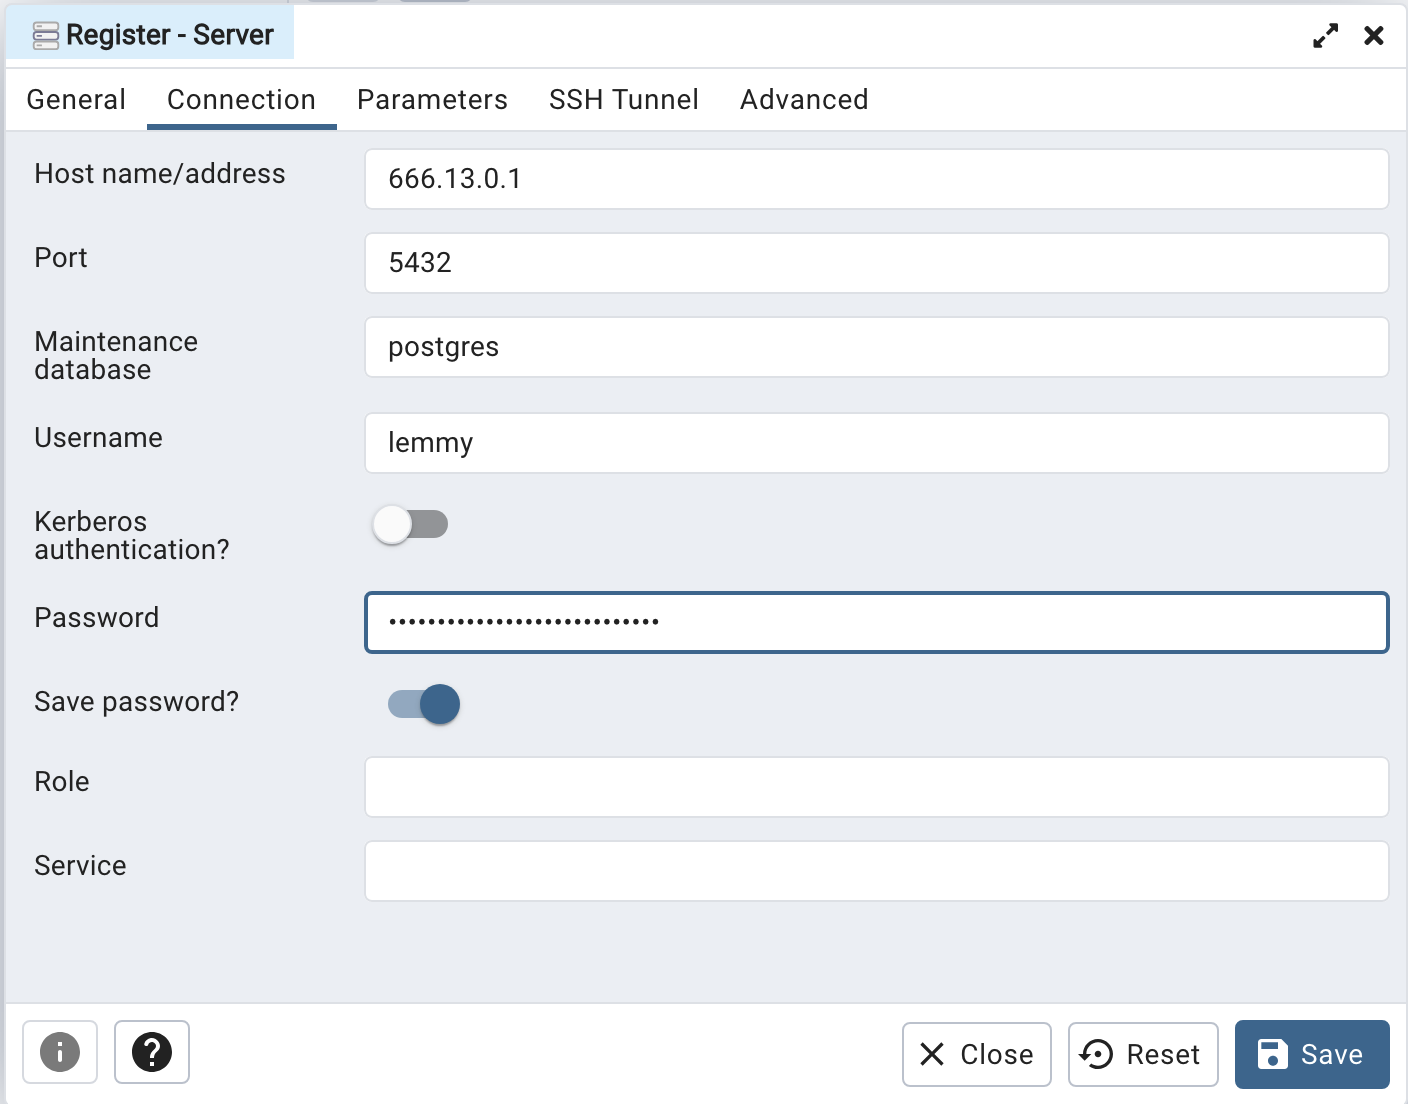 Register - Server
General Connection Parameters SSH Tunnel Advanced
Host name/address 666.13.0.1
Port 5432
Maintenance
database
postgres
Username lemmy
Kerberos
authentication?
Password ••••••••••••••••••••••••••••
Save password?
Role
Service
Close Reset Save